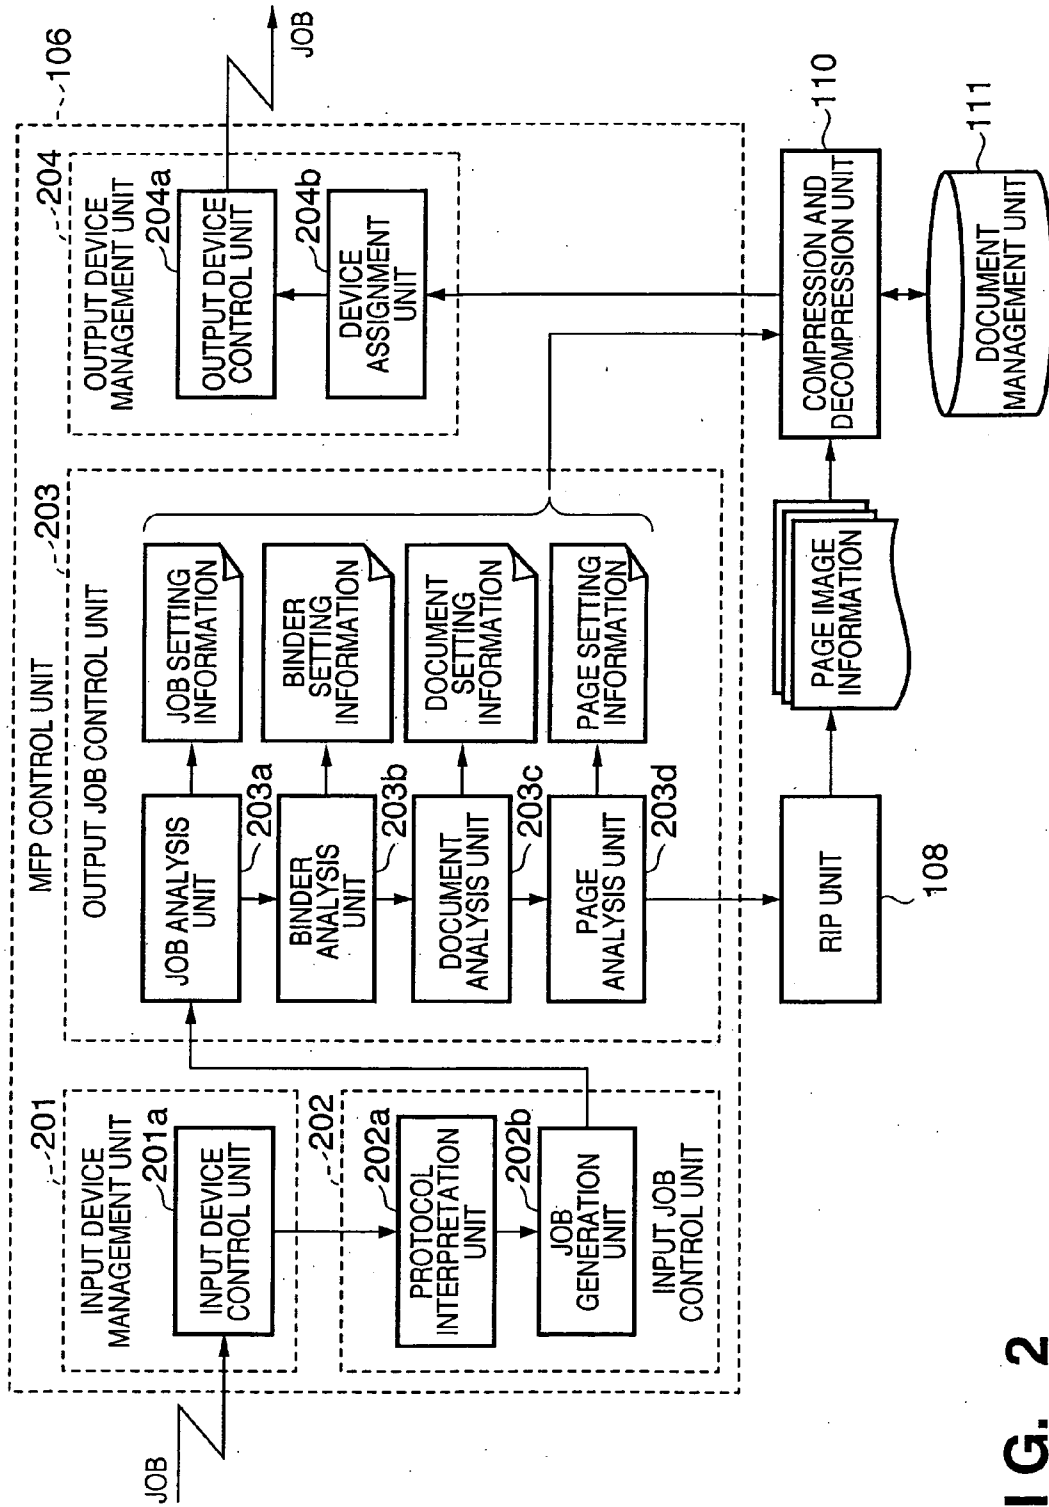 MFP CONTROL UNIT
106
JOB
INPUT DEVICE
MANAGEMENT UNIT
201
201a
INPUT DEVICE
CONTROL UNIT
202
202a
PROTOCOL
INTERPRETATION
UNIT
202b
JOB
GENERATION
UNIT
INPUT JOB
CONTROL UNIT
OUTPUT JOB CONTROL UNIT
203
JOB ANALYSIS
UNIT
203a
JOB SETTING
INFORMATION
BINDER
ANALYSIS
UNIT
203b
BINDER
SETTING
INFORMATION
DOCUMENT
ANALYSIS UNIT
203c
DOCUMENT
SETTING
INFORMATION
PAGE
ANALYSIS UNIT
203d
PAGE SETTING
INFORMATION
OUTPUT DEVICE
MANAGEMENT UNIT
204
204a
OUTPUT DEVICE
CONTROL UNIT
204b
DEVICE
ASSIGNMENT
UNIT
JOB
RIP UNIT
108
PAGE IMAGE
INFORMATION
COMPRESSION AND
DECOMPRESSION UNIT
110
DOCUMENT
MANAGEMENT UNIT
111
I G. 2